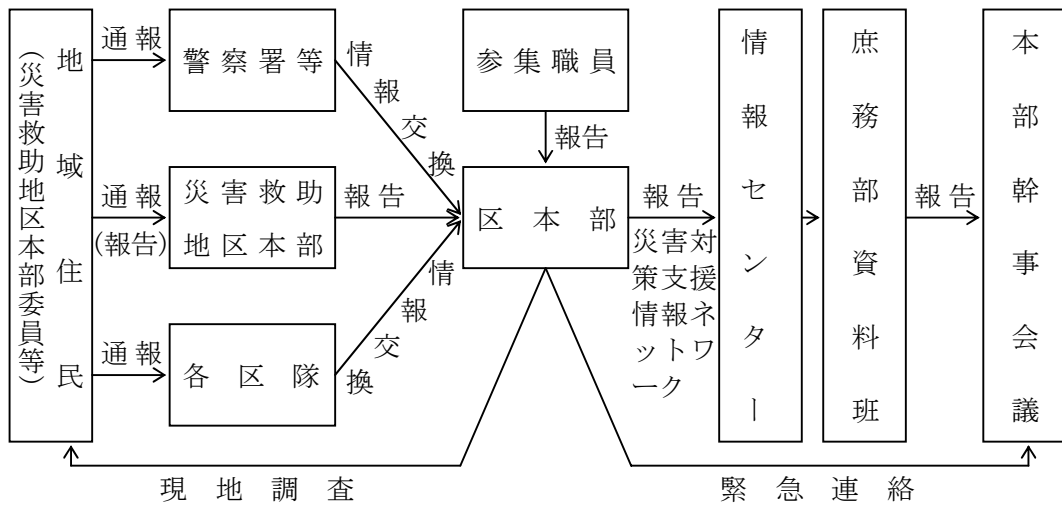 地域住民
(災害救助地区本部委員等)
通報
警察署等
情報交換
通報
(報告)
災害救助
地区本部
報告
通報
各区隊
情報交換
参集職員
報告
区本部
報告
災害対
策支援
情報ネ
ットワ
ーク
情報センター
庶務部資料班
報告
本部幹事会議
現地調査
緊急連絡